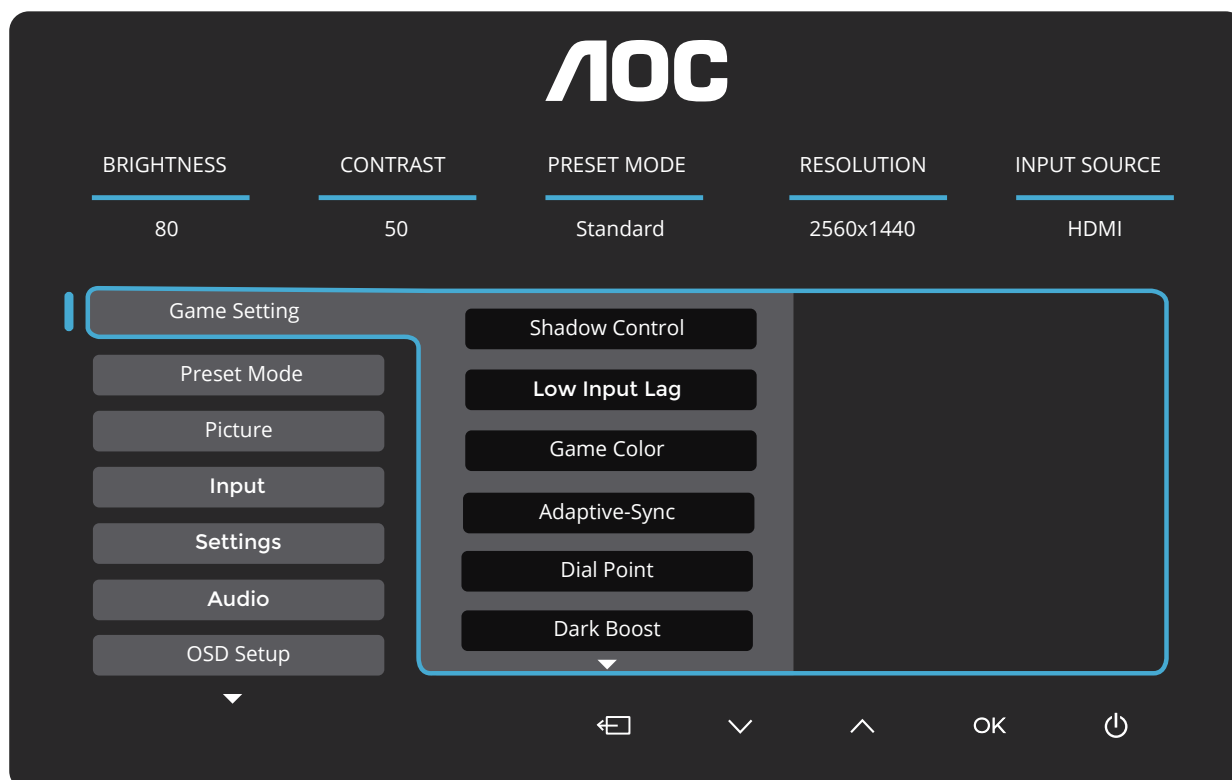 AOC
BRIGHTNESS CONTRAST PRESET MODE RESOLUTION INPUT SOURCE
80 50 Standard 2560x1440 HDMI
Game Setting
Preset Mode
Picture
Input
Settings
Audio
OSD Setup
Shadow Control
Low Input Lag
Game Color
Adaptive-Sync
Dial Point
Dark Boost
OK